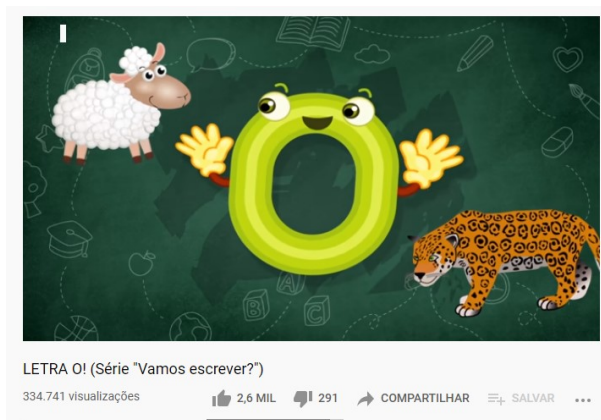 O
A
B
C
LETRA O! (Série "Vamos escrever?")
334.741 visualizações 2,6 MIL 291 COMPARTILHAR SALVAR